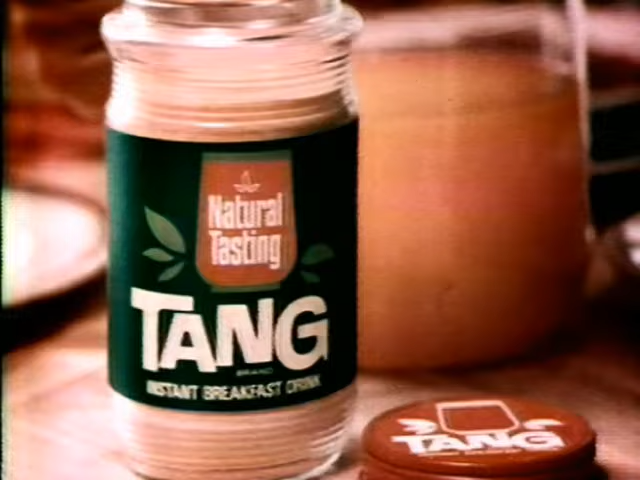 Natural
Tasting
TANG
BRAND
INSTANT BREAKFAST DRINK
TANG